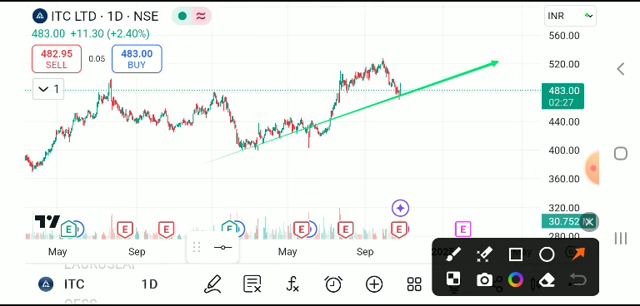 ITC LTD · 1D · NSE
INR
483.00 +11.30 (+2.40%)
482.95
SELL
0.05
483.00
BUY
1
560.00
520.00
483.00
02:27
440.00
400.00
360.00
320.00
30.752
280.00
E E E E E E E E
May Sep May Sep
ITC 1D